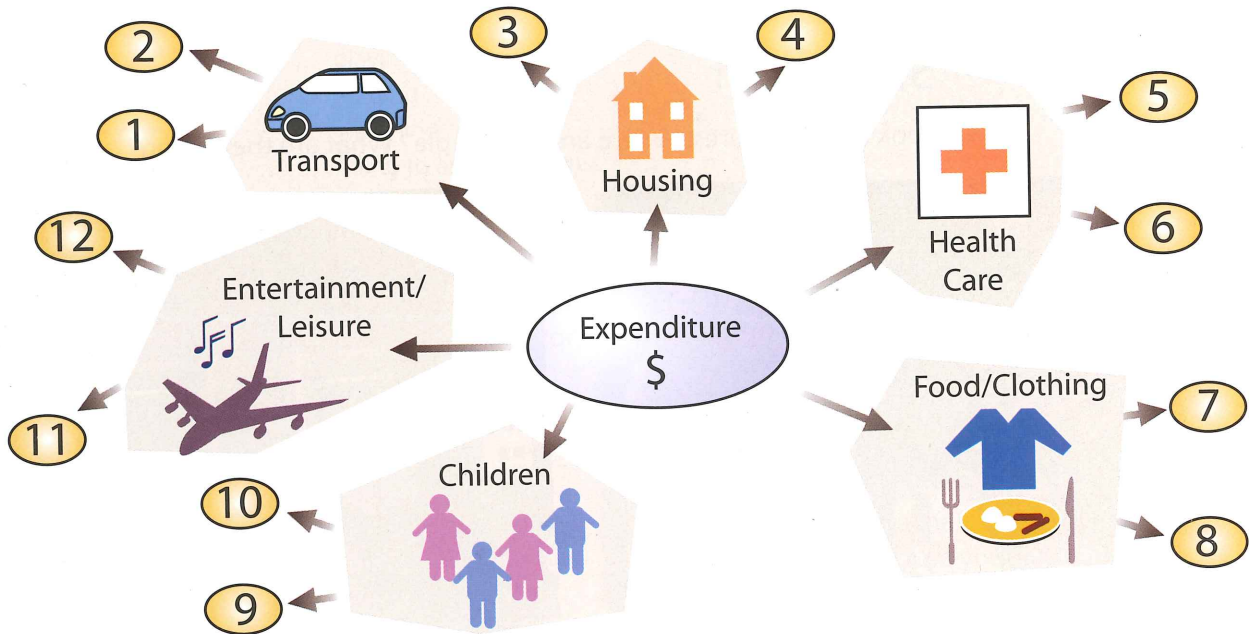 2
3
4
1
Transport
Housing
5
6
Health
Care
12
Entertainment/
Leisure
Expenditure
$
Food/Clothing
7
8
11
Children
10
9